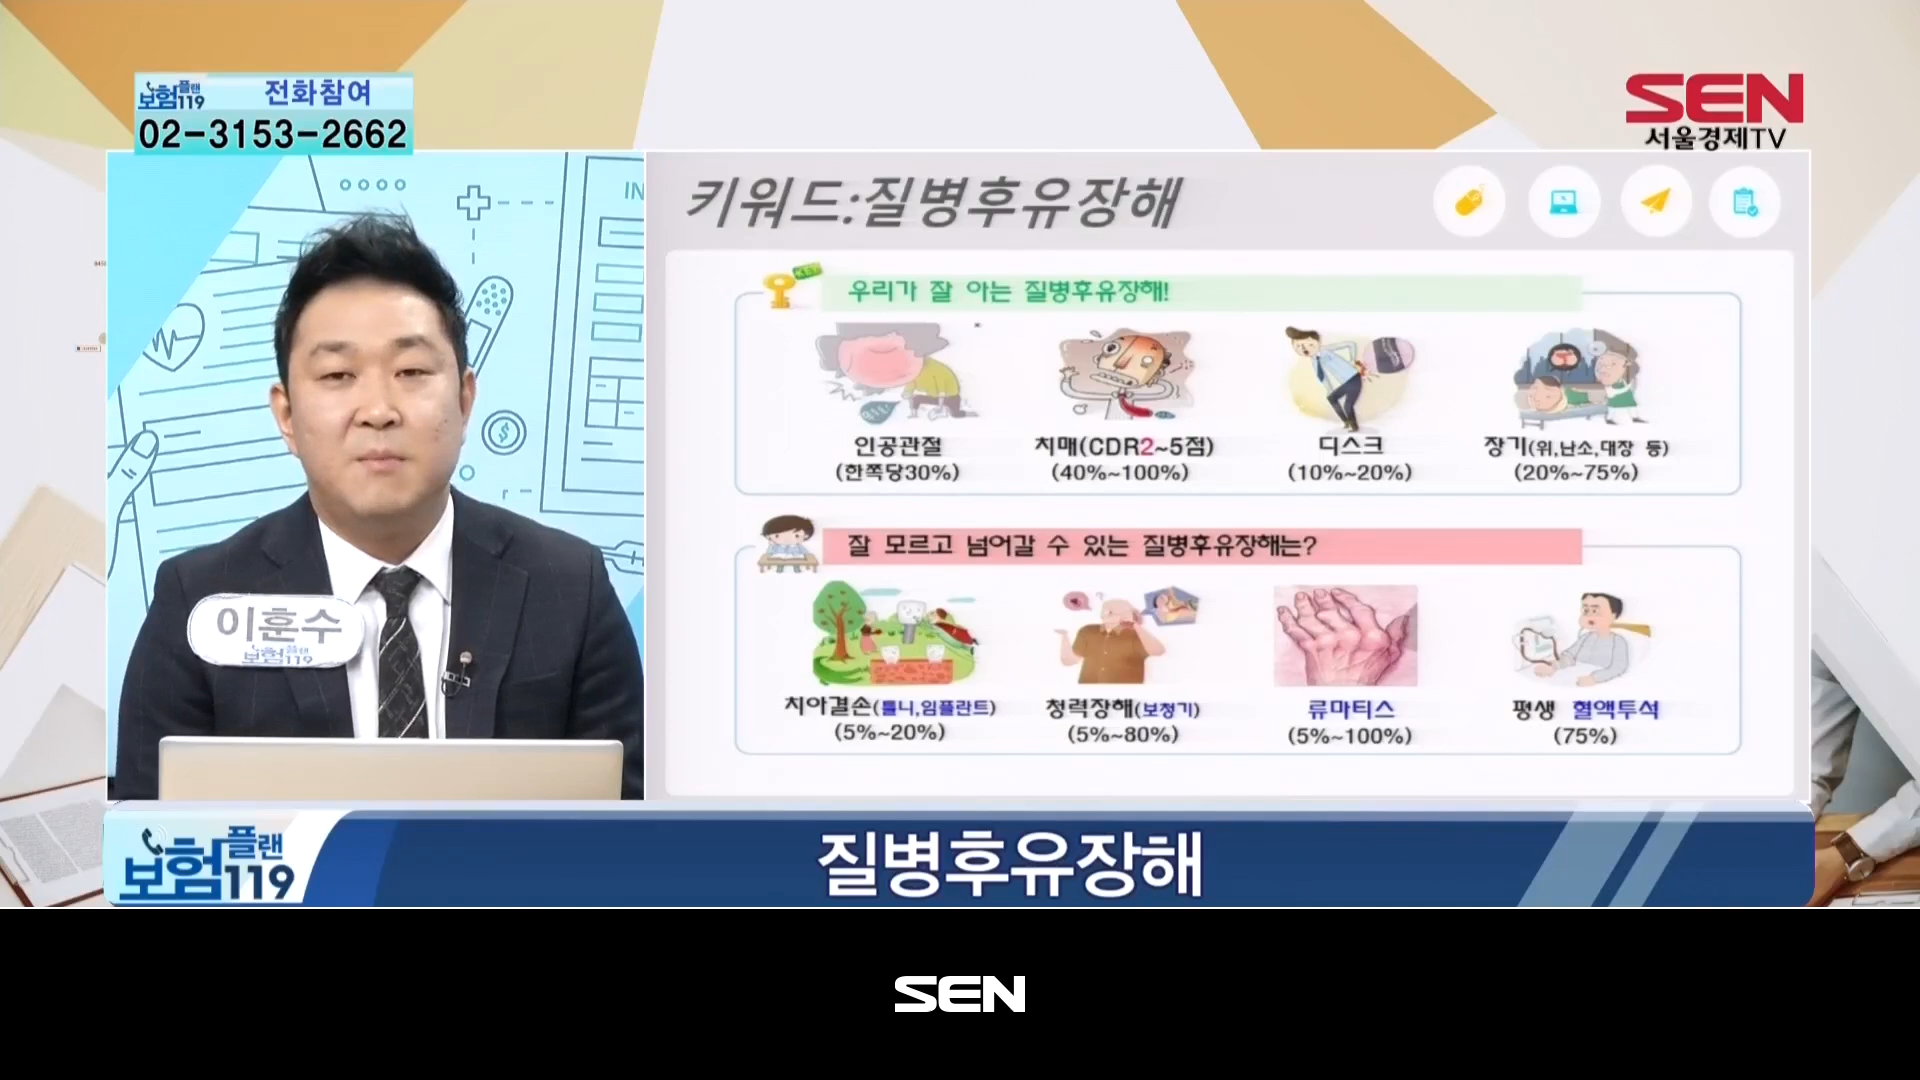 보험플랜119
전화참여
02-3153-2662
SEN
서울경제TV
IN
키워드:질병후유장해
KEY
우리가 잘 아는 질병후유장해!
인공관절
(한쪽당30%)
치매(CDR2~5점)
(40%~100%)
디스크
(10%~20%)
장기(위,난소,대장 등)
(20%~75%)
잘 모르고 넘어갈 수 있는 질병후유장해는?
치아결손(틀니,임플란트)
(5%~20%)
청력장해(보청기)
(5%~80%)
류마티스
(5%~100%)
평생 혈액투석
(75%)
이훈수
보험플랜119
보험플랜119
질병후유장해
SEN